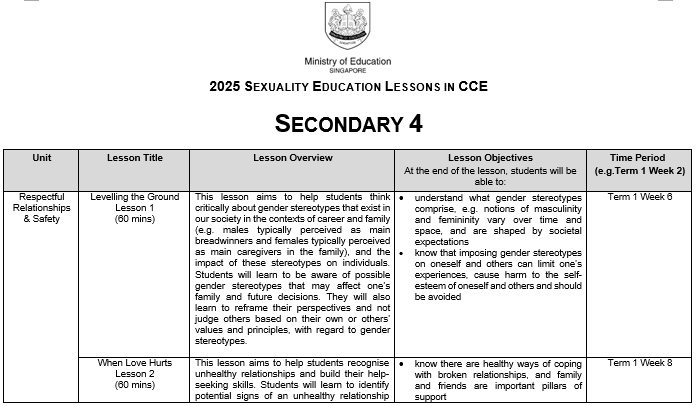 Ministry of Education
SINGAPORE
2025 SEXUALITY EDUCATION LESSONS IN CCE
SECONDARY 4
Unit
Lesson Title
Lesson Overview
Lesson Objectives
At the end of the lesson, students will be
able to:
Time Period
(e.g.Term 1 Week 2)
Respectful
Relationships
& Safety
Levelling the Ground
Lesson 1
(60 mins)
This lesson aims to help students think
critically about gender stereotypes that exist in
our society in the contexts of career and family
(e.g. males typically perceived as main
breadwinners and females typically perceived
as main caregivers in the family), and the
impact of these stereotypes on individuals.
Students will learn to be aware of possible
gender stereotypes that may affect one's
family and future decisions. They will also
learn to reframe their perspectives and not
judge others based on their own or others'
values and principles, with regard to gender
stereotypes.
• understand what gender stereotypes
comprise, e.g. notions of masculinity
and femininity vary over time and
space, and are shaped by societal
expectations
• know that imposing gender stereotypes
on oneself and others can limit one's
experiences, cause harm to the self-
esteem of oneself and others and should
be avoided
Term 1 Week 6
When Love Hurts
Lesson 2
(60 mins)
This lesson aims to help students recognise
unhealthy relationships and build their help-
seeking skills. Students will learn to identify
potential signs of an unhealthy relationship
• know there are healthy ways of coping
with broken relationships, and family
and friends are important pillars of
support
Term 1 Week 8